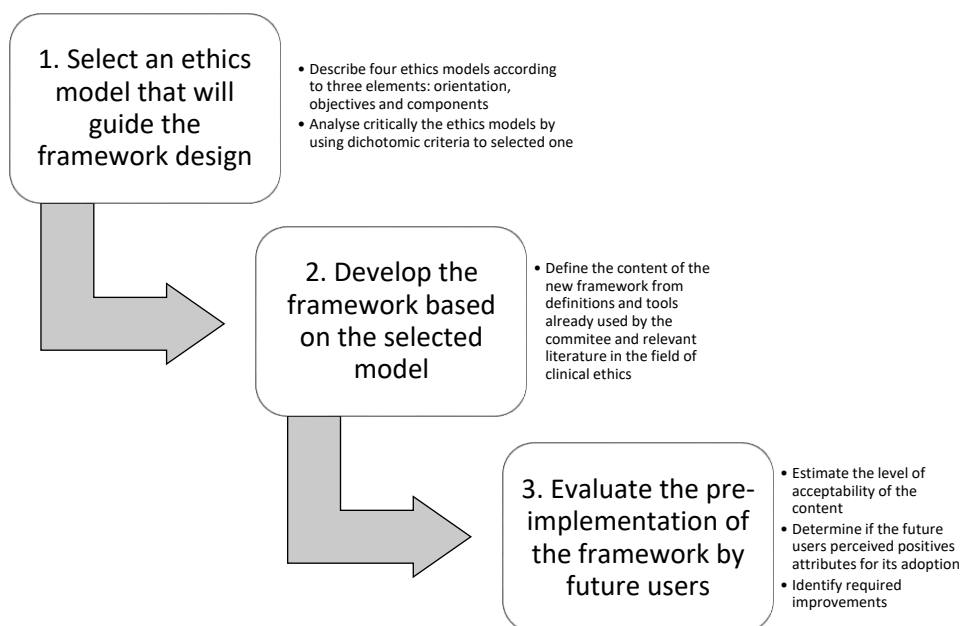 1. Select an ethics
model that will
guide the
framework design
• Describe four ethics models according
to three elements: orientation,
objectives and components
• Analyse critically the ethics models by
using dichotomic criteria to selected one
2. Develop the
framework based
on the selected
model
• Define the content of the
new framework from
definitions and tools
already used by the
commitee and relevant
literature in the field of
clinical ethics
3. Evaluate the pre-
implementation of
the framework by
future users
• Estimate the level of
acceptability of the
content
• Determine if the future
users perceived positives
attributes for its adoption
• Identify required
improvements